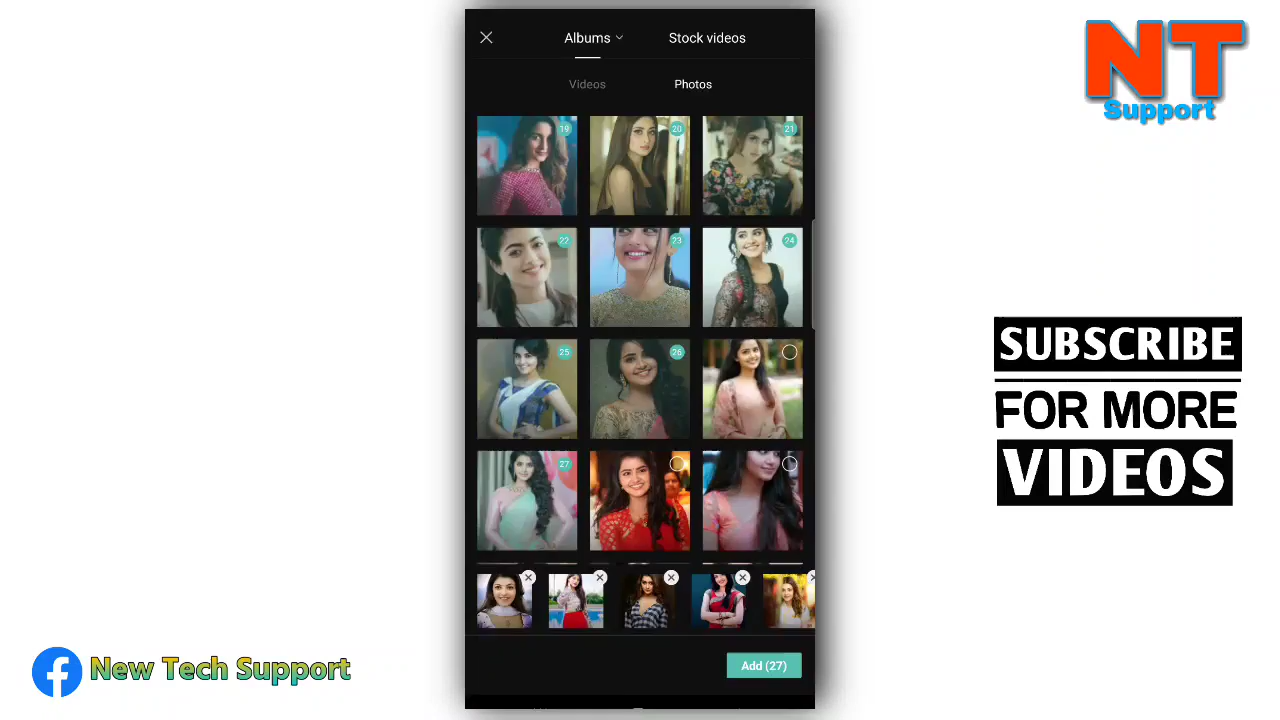 Albums
Stock videos
Videos
Photos
19
20
21
22
23
24
25
26
27
Add (27)
NT
Support
SUBSCRIBE
FOR MORE
VIDEOS
f New Tech Support